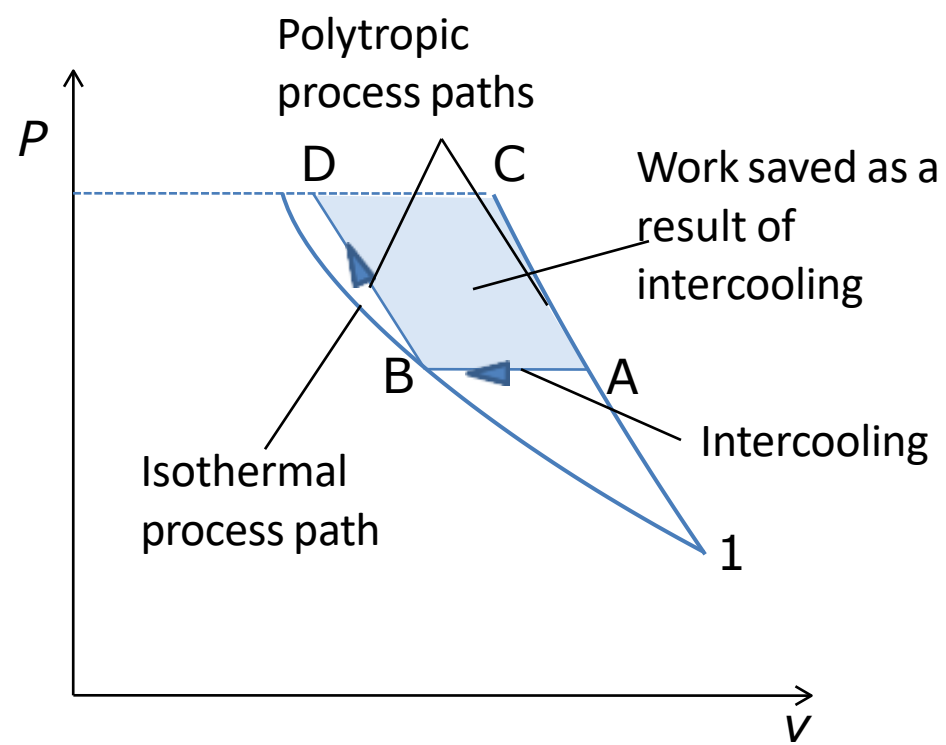 Polytropic
process paths
P
D
C
Work saved as a
result of
intercooling
B
A
Intercooling
Isothermal
process path
1
v